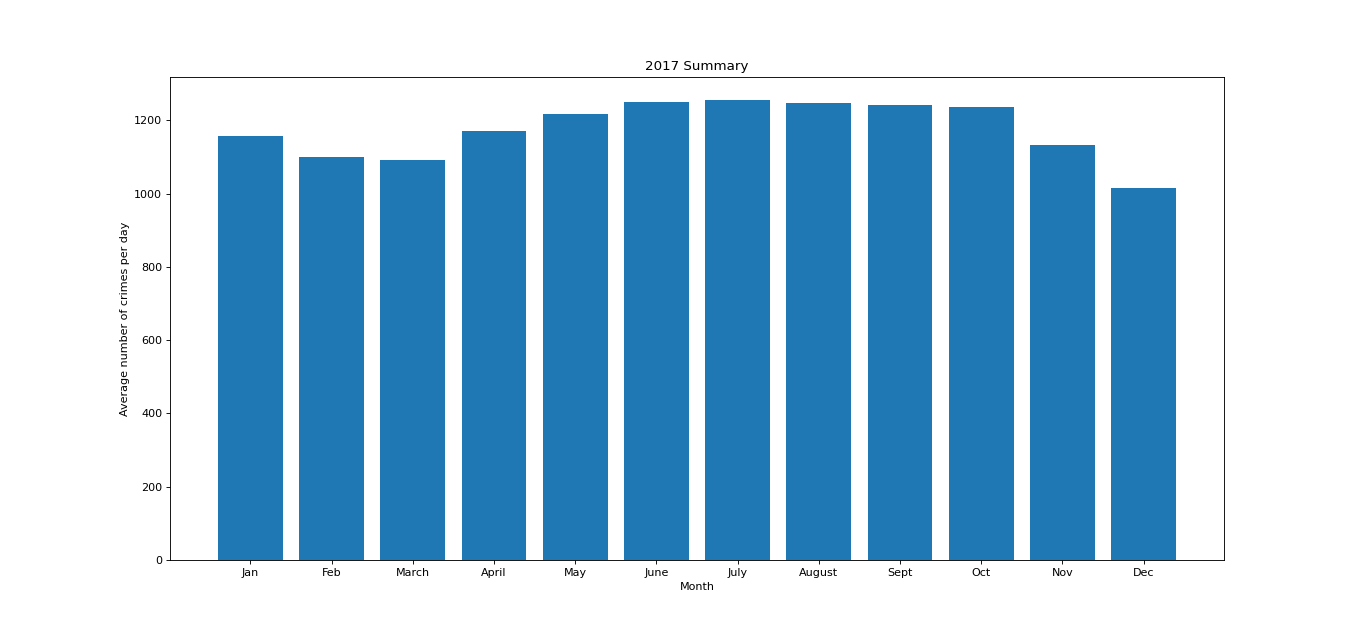 2017 Summary
1200
1000
800
600
400
200
0
Average number of crimes per day
Jan Feb March April May June July August Sept Oct Nov Dec
Month